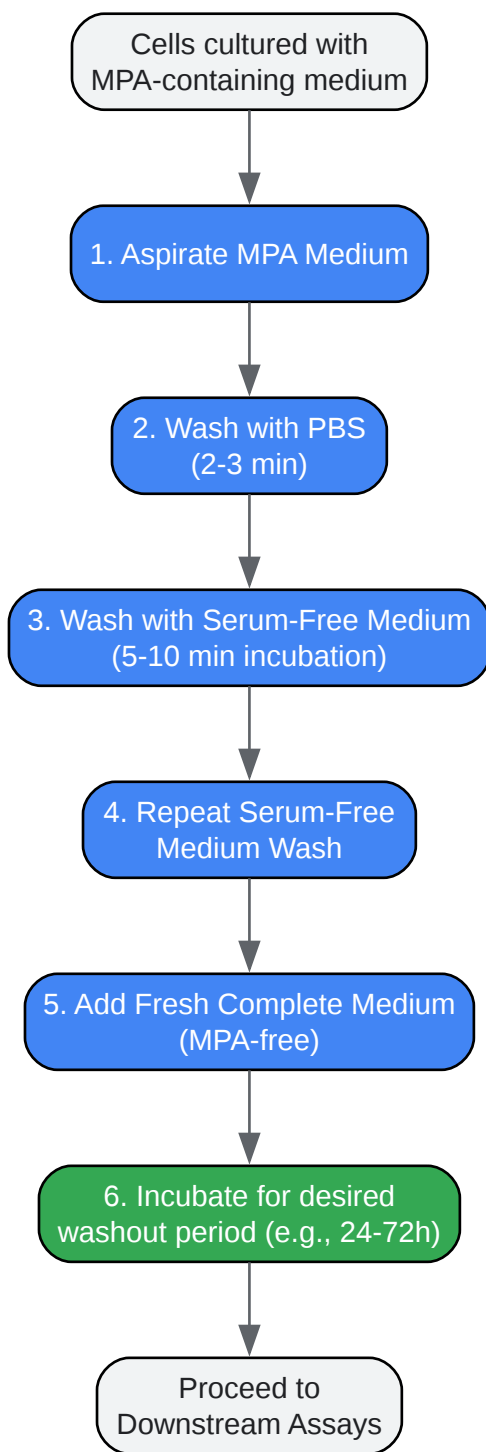 Cells cultured with
MPA-containing medium
1. Aspirate MPA Medium
2. Wash with PBS
(2-3 min)
3. Wash with Serum-Free Medium
(5-10 min incubation)
4. Repeat Serum-Free
Medium Wash
5. Add Fresh Complete Medium
(MPA-free)
6. Incubate for desired
washout period (e.g., 24-72h)
Proceed to
Downstream Assays